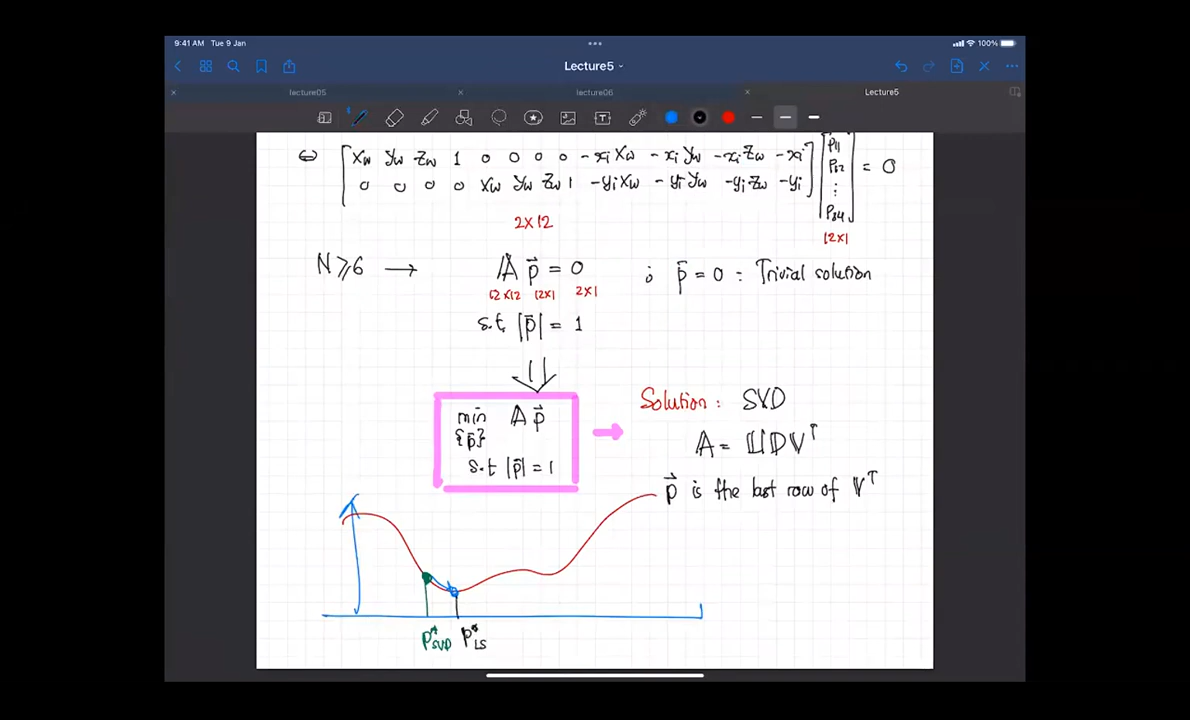 9:41 AM Tue 9 Jan
100%
Lecture5
lecture05
lecture06
Lecture5
⇔ [ Xw Yw Zw 1 0 0 0 0 -xiXw -xiYw -xiZw -xi ] [ P11
0 0 0 0 Xw Yw Zw 1 -yiXw -yiYw -yiZw -yi P12 = 0
⋮
P34 ]
2x12
12x1
N ≥ 6 → A p⃗ = 0 ; p̄ = 0 = Trivial solution
12x12 12x1 2x1
s.t |p⃗| = 1
⇓
min A p⃗
{p̄}
s.t |p̄| = 1
Solution: SVD
A = UDVᵀ
p⃗ is the last row of Vᵀ
P*SVD P*LS